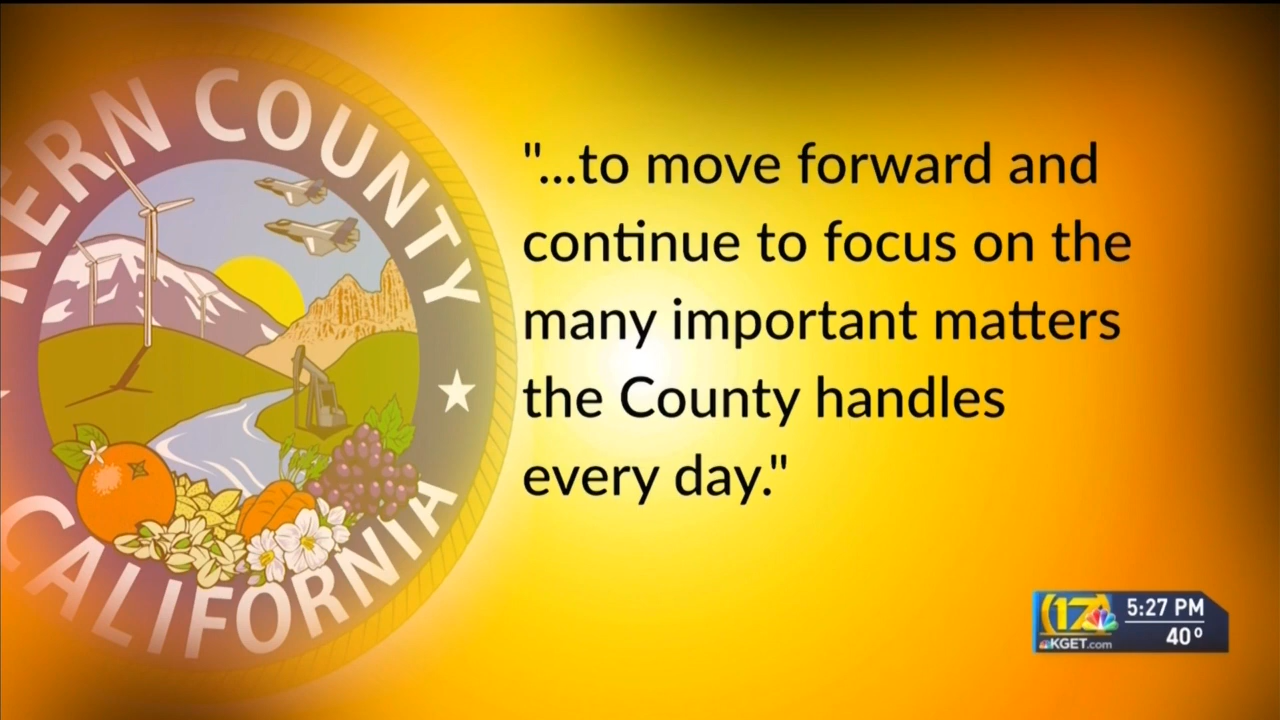 KERN COUNTY
CALIFORNIA
"...to move forward and
continue to focus on the
many important matters
the County handles
every day."
17
5:27 PM
40°
KGET.com